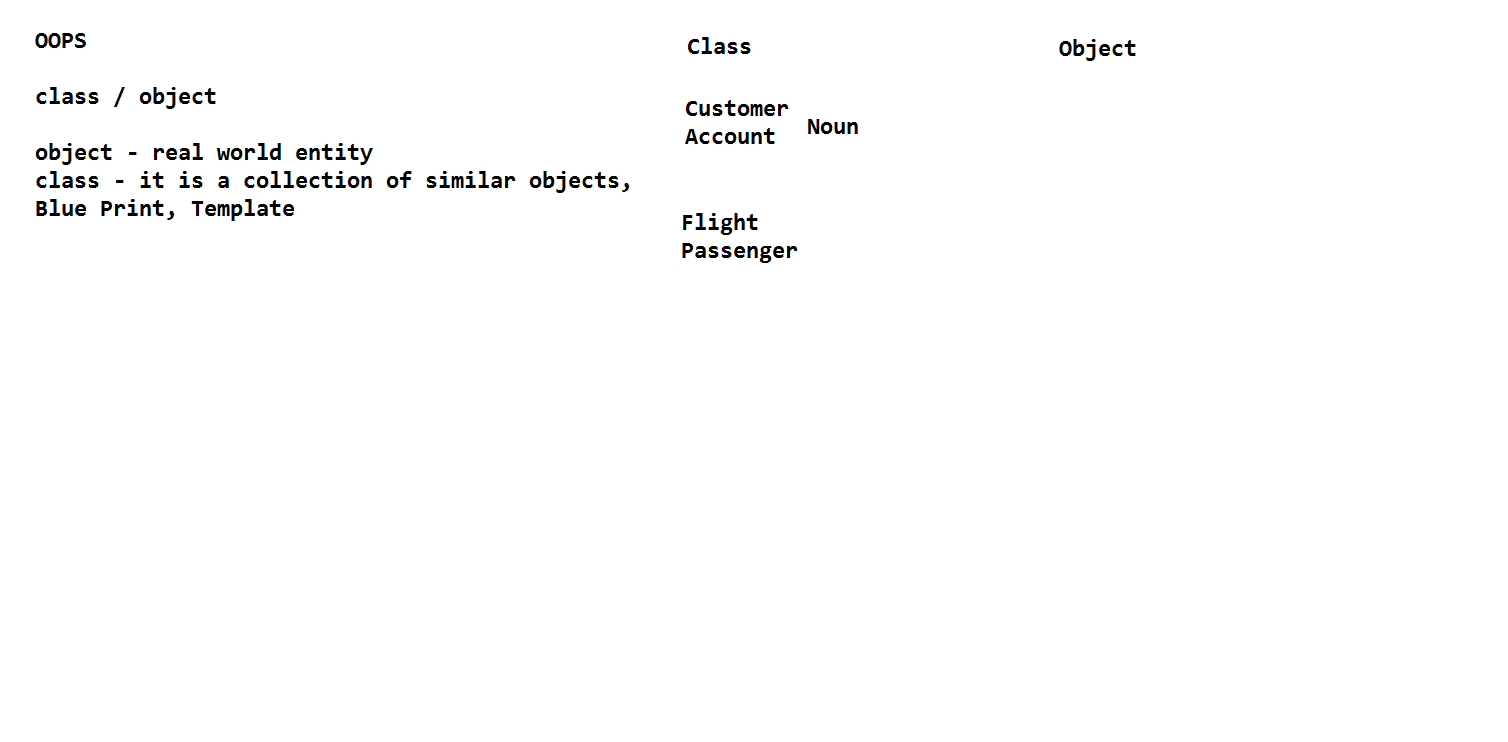 OOPS
class / object
object - real world entity
class - it is a collection of similar objects,
Blue Print, Template
Class
Customer
Account
Noun
Flight
Passenger
Object